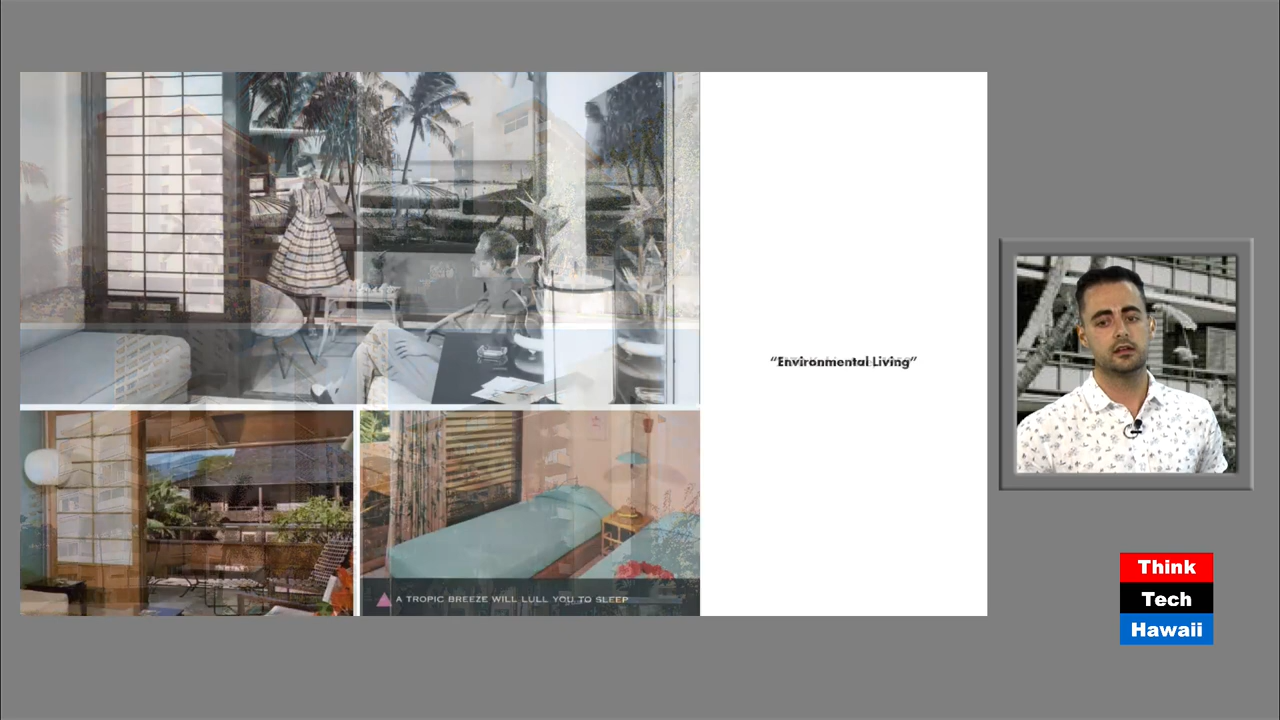 “Environmental Living”
A TROPIC BREEZE WILL LULL YOU TO SLEEP
Think
Tech
Hawaii